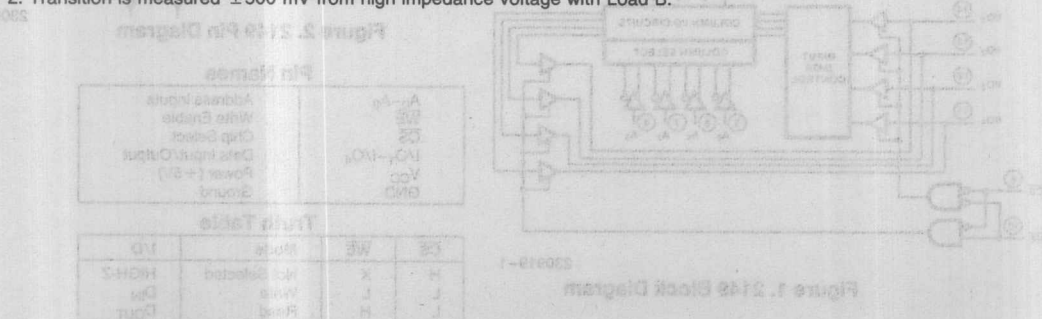 2. Transition is measured ±500 mV from high impedance voltage with Load B.
Figure 2. 2149 Pin Diagram
Pin Names
A₀–A₉ Address Inputs
WE Write Enable
CS Chip Select
I/O₁–I/O₄ Data Input/Output
VCC Power (+5V)
GND Ground
Truth Table
CS WE Mode I/O
H X Not Selected HIGH-Z
L L Write DIN
L H Read DOUT
COLUMN I/O CIRCUITS
COLUMN SELECT
INPUT DATA CONTROL
230919-1
Figure 1. 2149 Block Diagram